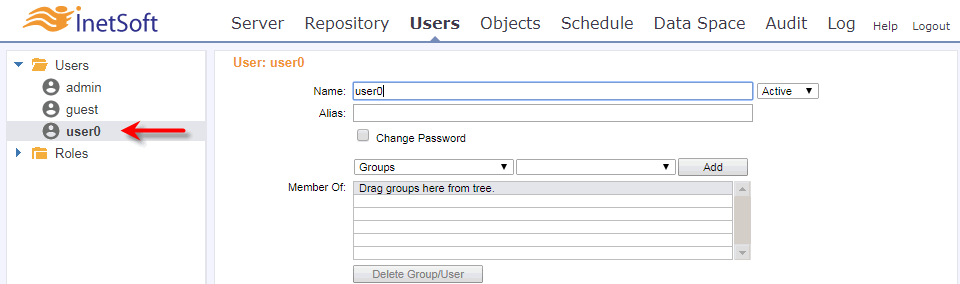 inetSoft
Server Repository Users Objects Schedule Data Space Audit Log Help Logout
Users
admin
guest
user0
Roles
User: user0
Name: user0 Active
Alias:
Change Password
Groups Add
Member Of: Drag groups here from tree.
Delete Group/User